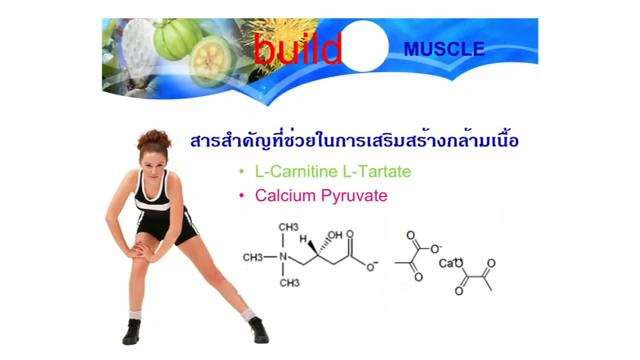 build MUSCLE
สารสำคัญที่ช่วยในการเสริมสร้างกล้ามเนื้อ
• L-Carnitine L-Tartate
• Calcium Pyruvate
CH3
CH3 N
CH3
H OH O
O⁻
O
O⁻
O
Ca⁺⁺
O O
O